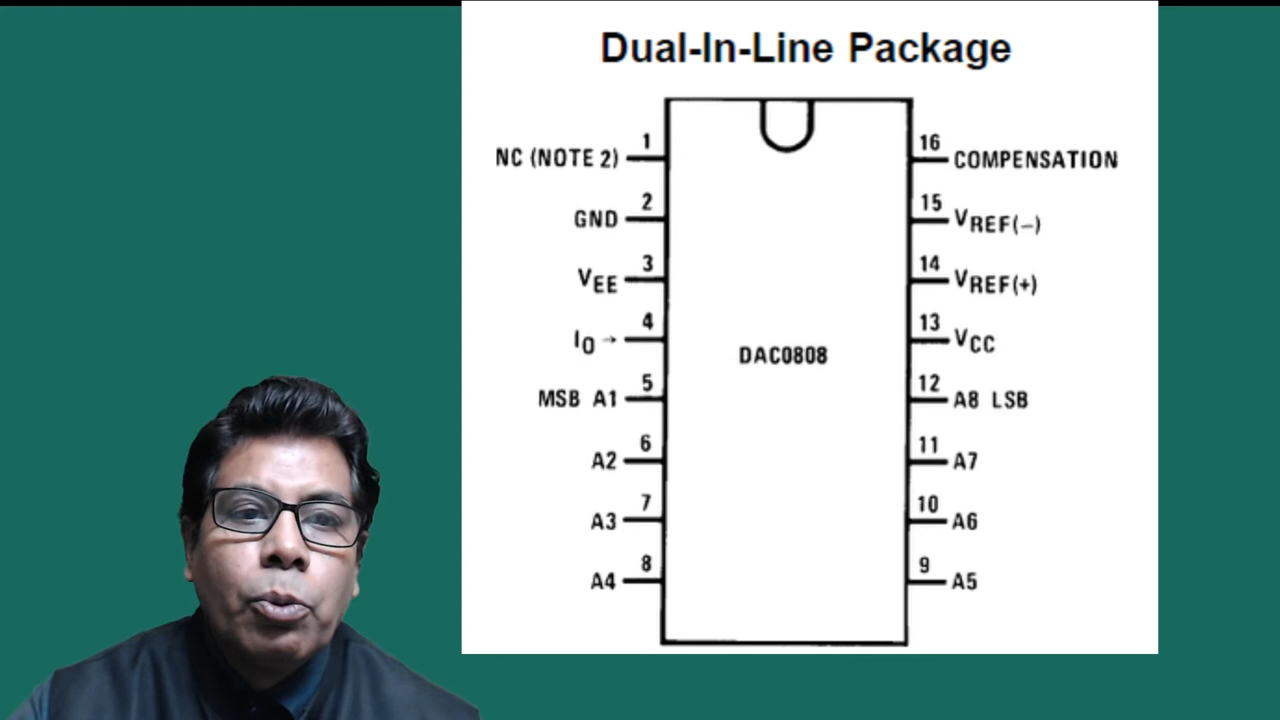 Dual-In-Line Package
NC (NOTE 2) 1
GND 2
VEE 3
IO → 4
MSB A1 5
A2 6
A3 7
A4 8
DAC0808
16 COMPENSATION
15 VREF(–)
14 VREF(+)
13 VCC
12 A8 LSB
11 A7
10 A6
9 A5